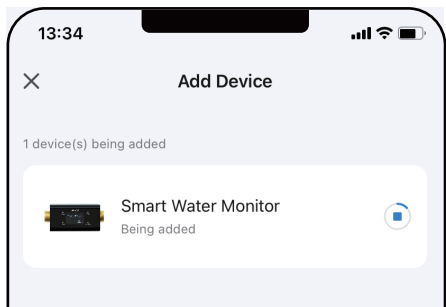 13:34
Add Device
1 device(s) being added
Smart Water Monitor
Being added